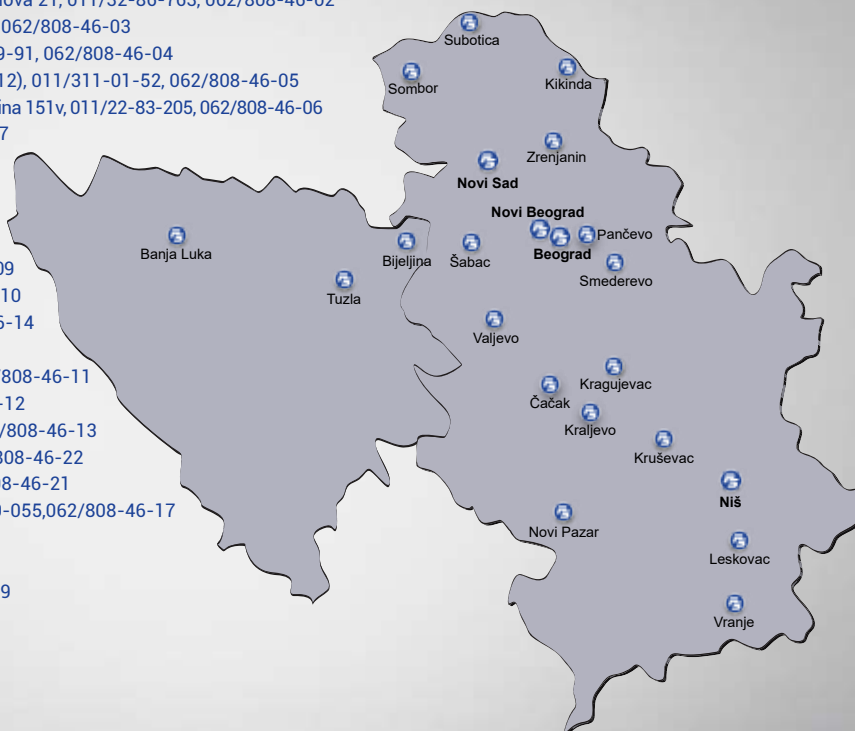 nova 21, 011/32-86-763, 062/808-46-02
062/808-46-03
9-91, 062/808-46-04
12), 011/311-01-52, 062/808-46-05
ina 151v, 011/22-83-205, 062/808-46-06
7
09
10
6-14
/808-46-11
-12
/808-46-13
808-46-22
08-46-21
0-055,062/808-46-17
9
Subotica
Sombor
Kikinda
Zrenjanin
Novi Sad
Novi Beograd
Pančevo
Beograd
Banja Luka
Bijeljina
Šabac
Smederevo
Tuzla
Valjevo
Kragujevac
Čačak
Kraljevo
Kruševac
Niš
Novi Pazar
Leskovac
Vranje